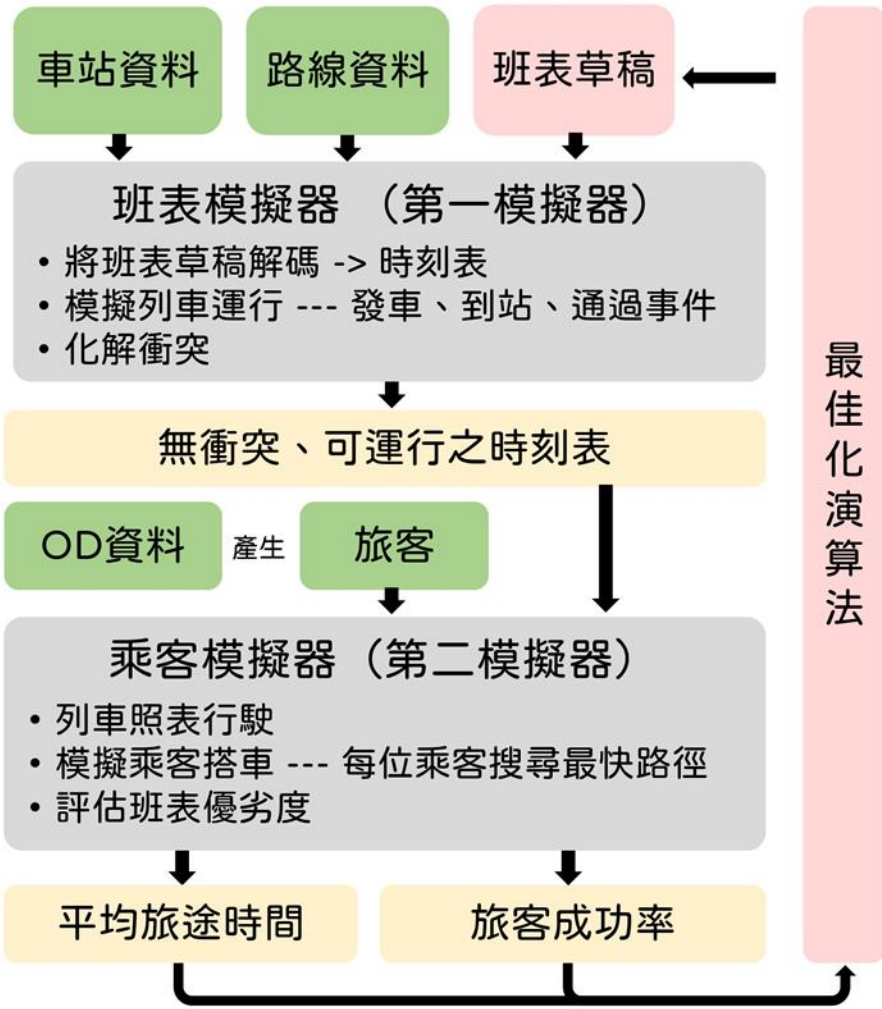 車站資料
路線資料
班表草稿
班表模擬器 （第一模擬器）
• 將班表草稿解碼 -> 時刻表
• 模擬列車運行 --- 發車、到站、通過事件
• 化解衝突
無衝突、可運行之時刻表
OD資料
產生
旅客
乘客模擬器（第二模擬器）
• 列車照表行駛
• 模擬乘客搭車 --- 每位乘客搜尋最快路徑
• 評估班表優劣度
平均旅途時間
旅客成功率
最佳化演算法